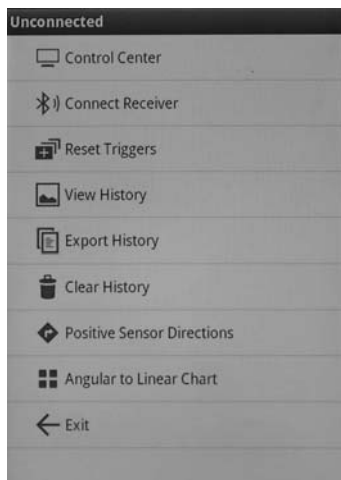 Unconnected
Control Center
Connect Receiver
Reset Triggers
View History
Export History
Clear History
Positive Sensor Directions
Angular to Linear Chart
Exit